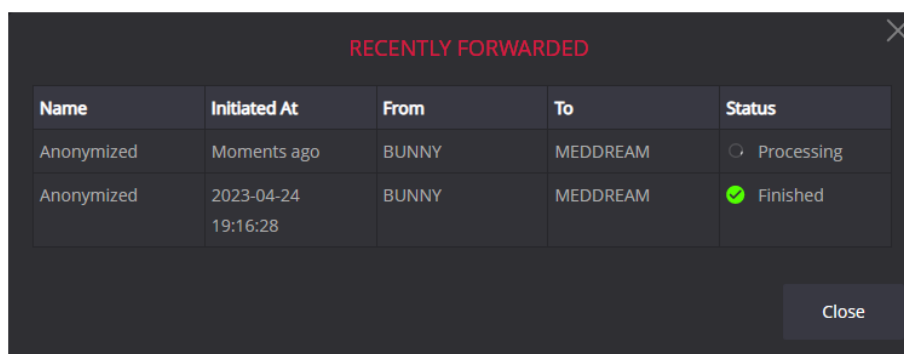 RECENTLY FORWARDED
Name Initiated At From To Status
Anonymized Moments ago BUNNY MEDDREAM Processing
Anonymized 2023-04-24 BUNNY MEDDREAM Finished
19:16:28
Close